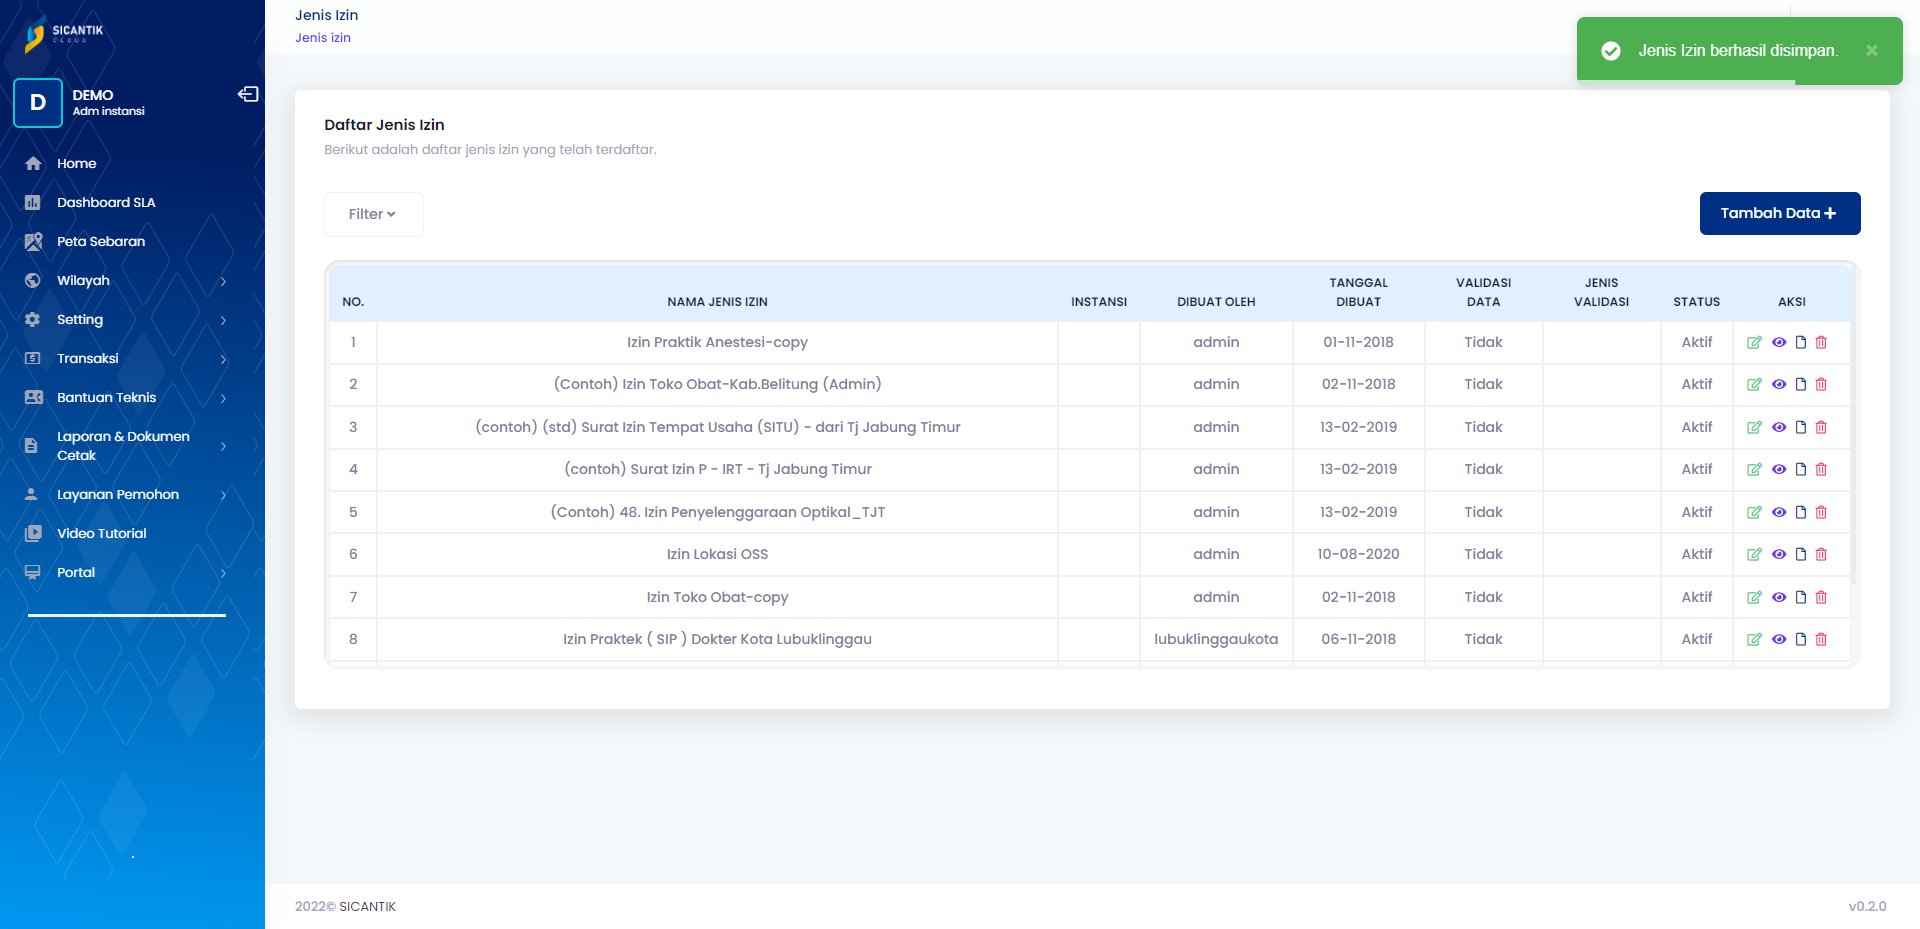 SICANTIK
CLOUD
D
DEMO
Adm instansi
Home
Dashboard SLA
Peta Sebaran
Wilayah
Setting
Transaksi
Bantuan Teknis
Laporan & Dokumen
Cetak
Layanan Pemohon
Video Tutorial
Portal
Jenis Izin
Jenis izin
Jenis Izin berhasil disimpan.
Daftar Jenis Izin
Berikut adalah daftar jenis izin yang telah terdaftar.
Filter
Tambah Data +
NO. NAMA JENIS IZIN INSTANSI DIBUAT OLEH TANGGAL DIBUAT VALIDASI DATA JENIS VALIDASI STATUS AKSI
1 Izin Praktik Anestesi-copy admin 01-11-2018 Tidak Aktif
2 (Contoh) Izin Toko Obat-Kab.Belitung (Admin) admin 02-11-2018 Tidak Aktif
3 (contoh) (std) Surat Izin Tempat Usaha (SITU) - dari Tj Jabung Timur admin 13-02-2019 Tidak Aktif
4 (contoh) Surat Izin P - IRT - Tj Jabung Timur admin 13-02-2019 Tidak Aktif
5 (Contoh) 48. Izin Penyelenggaraan Optikal_TJT admin 13-02-2019 Tidak Aktif
6 Izin Lokasi OSS admin 10-08-2020 Tidak Aktif
7 Izin Toko Obat-copy admin 02-11-2018 Tidak Aktif
8 Izin Praktek ( SIP ) Dokter Kota Lubuklinggau lubuklinggaukota 06-11-2018 Tidak Aktif
2022© SICANTIK
v0.2.0